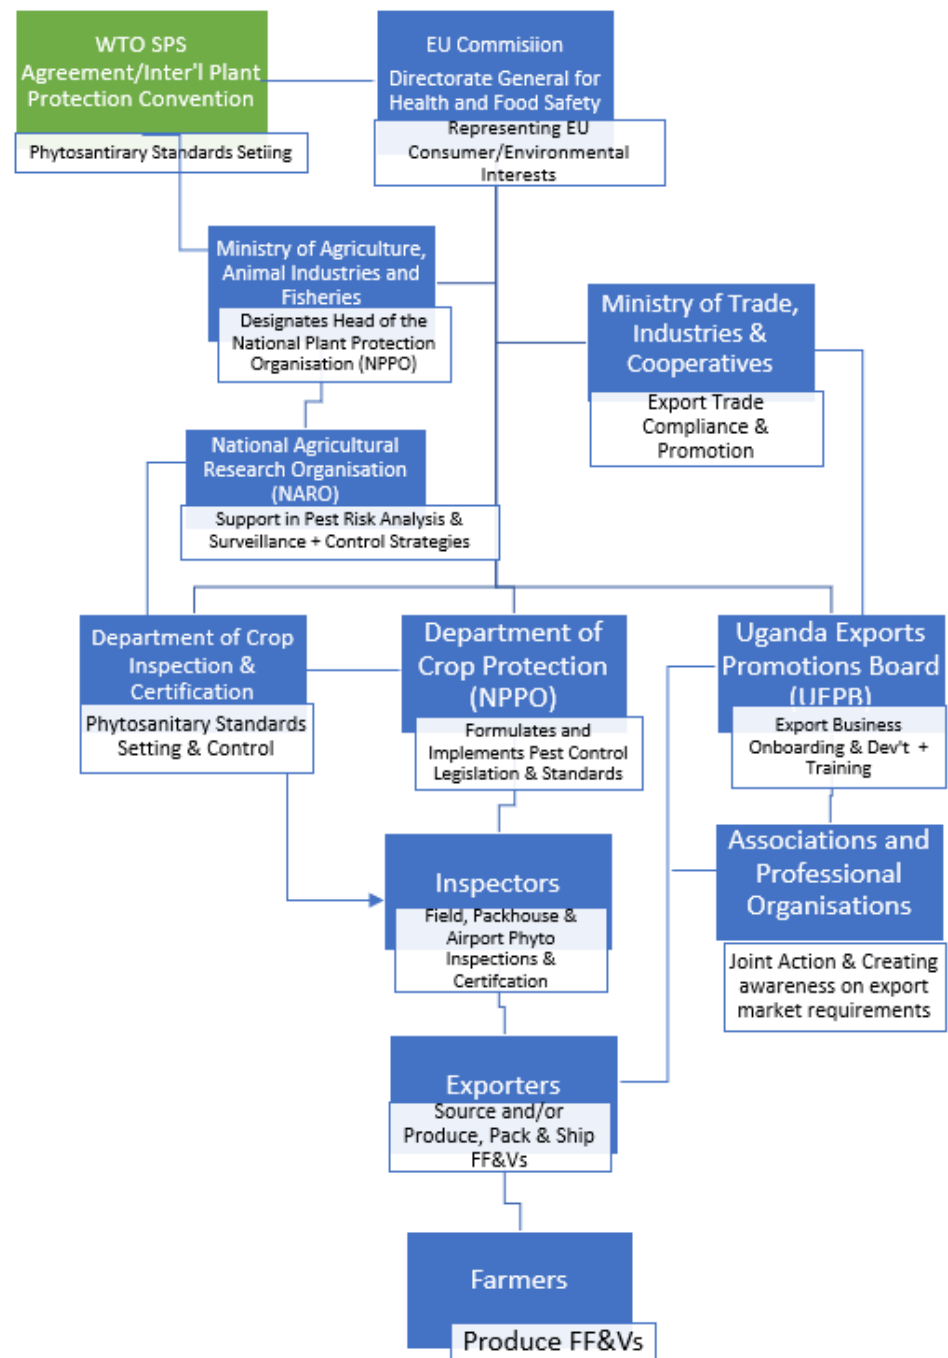 WTO SPS
Agreement/Inter'l Plant
Protection Convention
Phytosantirary Standards Setiing
EU Commisiion
Directorate General for
Health and Food Safety
Representing EU
Consumer/Environmental
Interests
Ministry of Agriculture,
Animal Industries and
Fisheries
Designates Head of the
National Plant Protection
Organisation (NPPO)
Ministry of Trade,
Industries &
Cooperatives
Export Trade
Compliance &
Promotion
National Agricultural
Research Organisation
(NARO)
Support in Pest Risk Analysis &
Surveillance + Control Strategies
Department of Crop
Inspection &
Certification
Phytosanitary Standards
Setting & Control
Department of
Crop Protection
(NPPO)
Formulates and
Implements Pest Control
Legislation & Standards
Uganda Exports
Promotions Board
(UEPB)
Export Business
Onboarding & Dev't +
Training
Inspectors
Field, Packhouse &
Airport Phyto
Inspections &
Certifcation
Associations and
Professional
Organisations
Joint Action & Creating
awareness on export
market requirements
Exporters
Source and/or
Produce, Pack & Ship
FF&Vs
Farmers
Produce FF&Vs